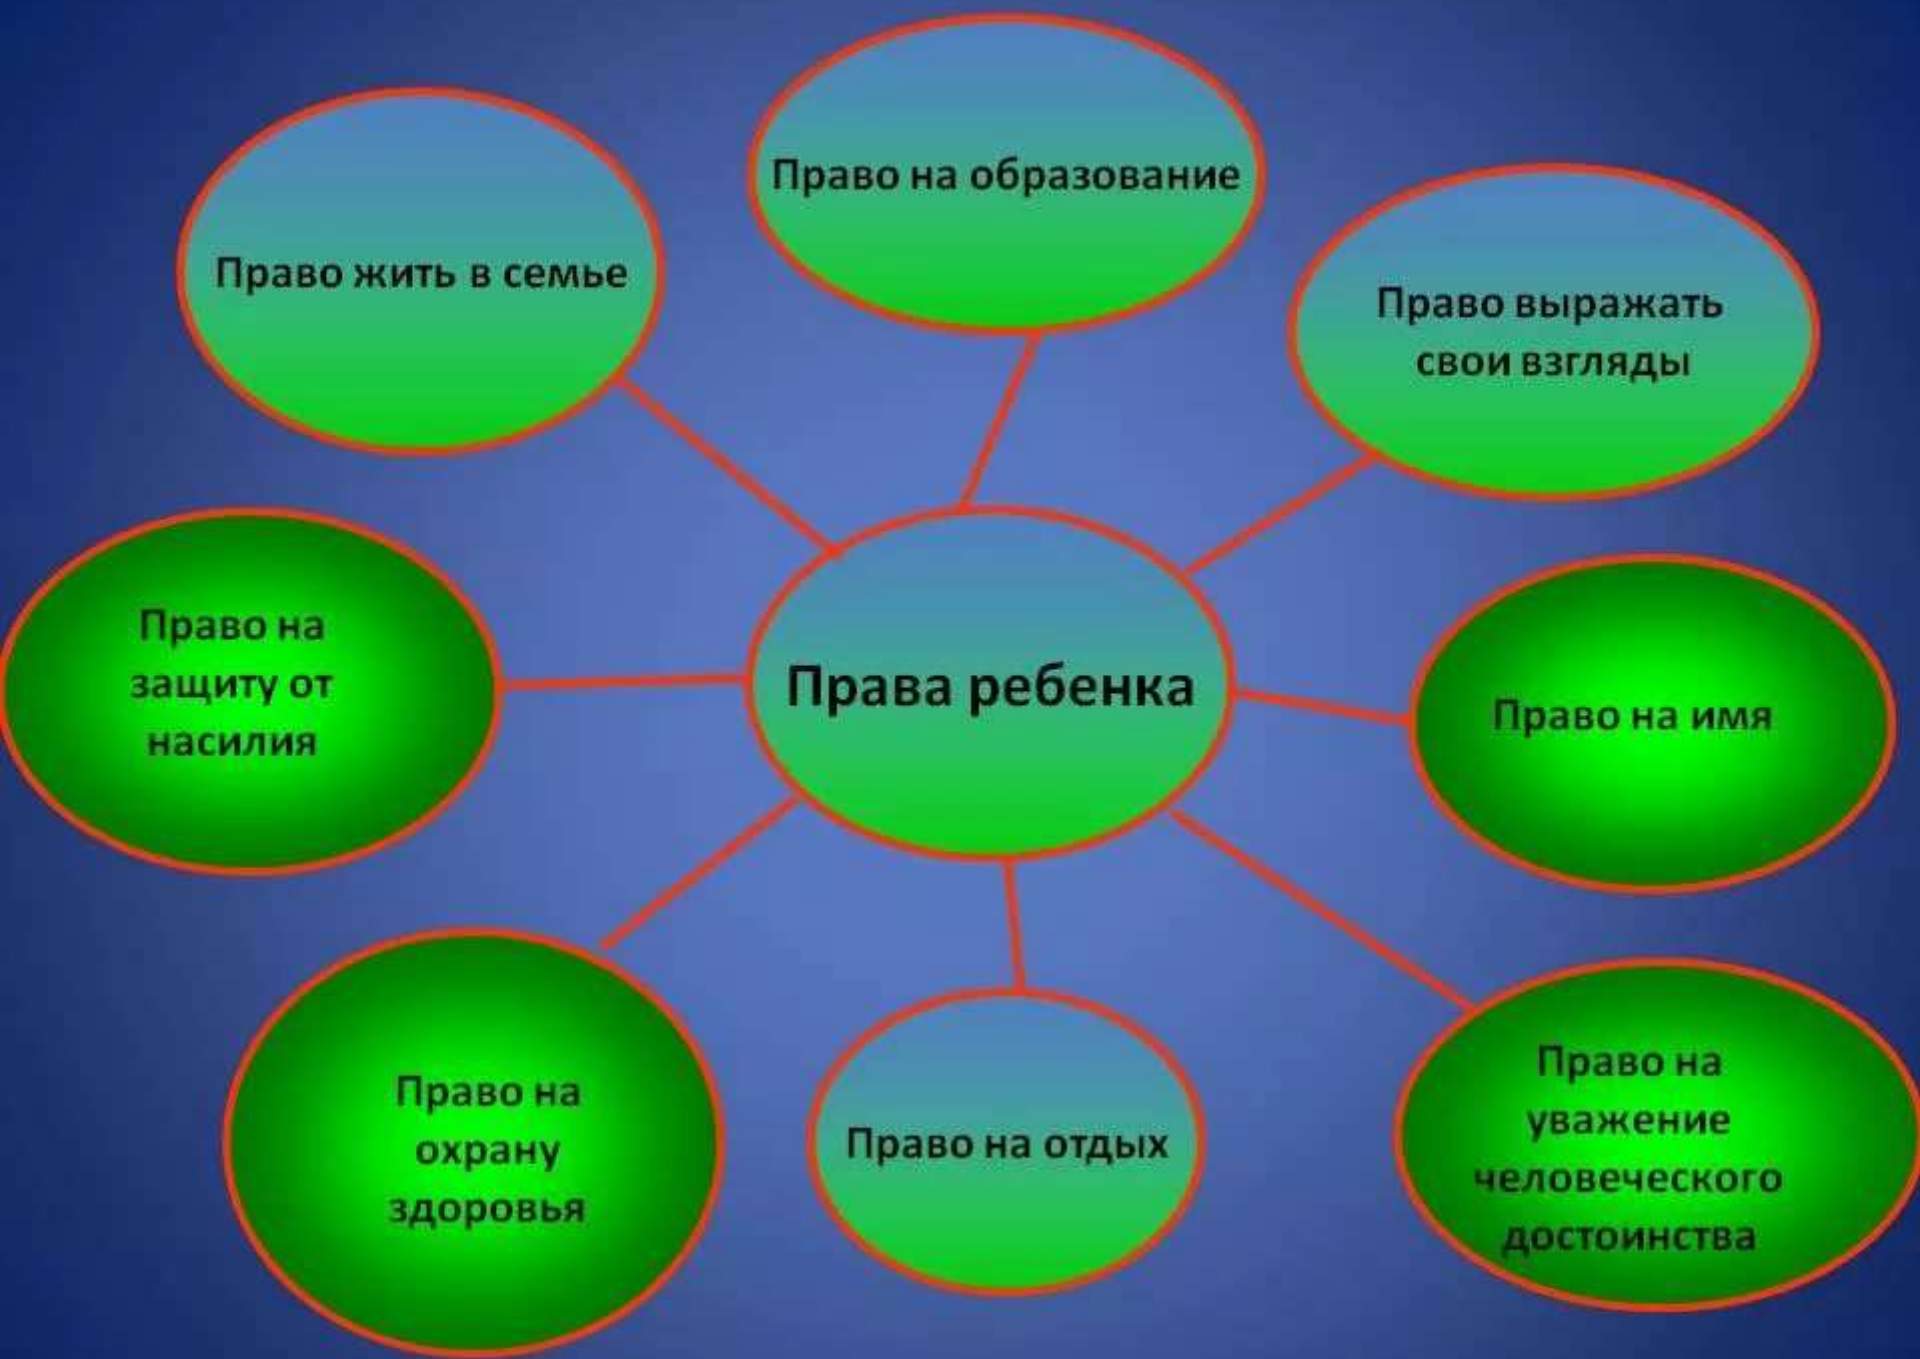 Право на образование
Право жить в семье
Право выражать
свои взгляды
Право на
защиту от
насилия
Права ребенка
Право на имя
Право на
охрану
здоровья
Право на отдых
Право на
уважение
человеческого
достоинства